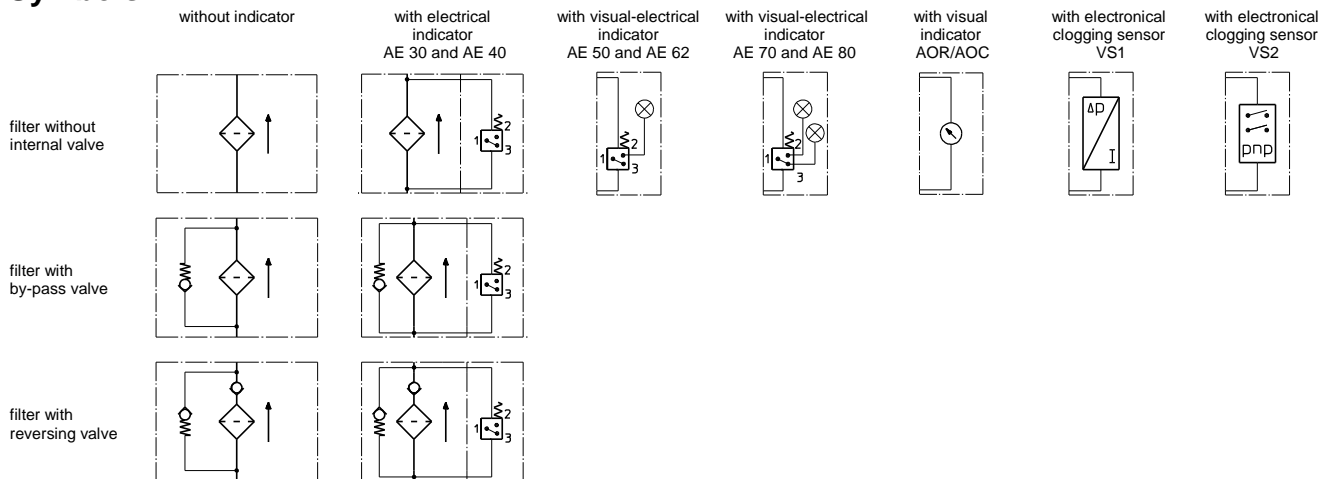 without indicator
with electrical
indicator
AE 30 and AE 40
with visual-electrical
indicator
AE 50 and AE 62
with visual-electrical
indicator
AE 70 and AE 80
with visual
indicator
AOR/AOC
with electronical
clogging sensor
VS1
with electronical
clogging sensor
VS2
filter without
internal valve
1 2 3
1 2 3
1 2 3
Δp
I
pnp
filter with
by-pass valve
1 2 3
filter with
reversing valve
1 2 3